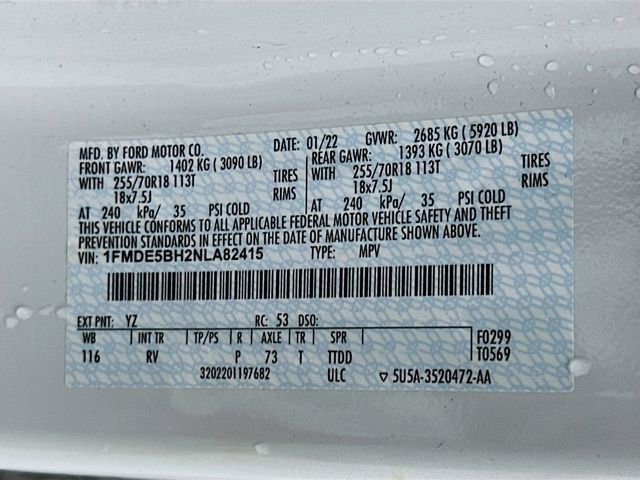 MFD. BY FORD MOTOR CO. DATE: 01/22 GVWR: 2685 KG ( 5920 LB)
FRONT GAWR: 1402 KG ( 3090 LB) REAR GAWR: 1393 KG ( 3070 LB)
WITH 255/70R18 113T TIRES WITH 255/70R18 113T TIRES
18x7.5J RIMS 18x7.5J RIMS
AT 240 kPa/ 35 PSI COLD AT 240 kPa/ 35 PSI COLD
THIS VEHICLE CONFORMS TO ALL APPLICABLE FEDERAL MOTOR VEHICLE SAFETY AND THEFT
PREVENTION STANDARDS IN EFFECT ON THE DATE OF MANUFACTURE SHOWN ABOVE.
VIN: 1FMDE5BH2NLA82415 TYPE: MPV
EXT PNT: YZ RC: 53 DSO:
WB INT TR TP/PS R AXLE TR SPR F0299
116 RV P 73 T TTDD T0569
3202201197682 ULC ▽ 5U5A-3520472-AA